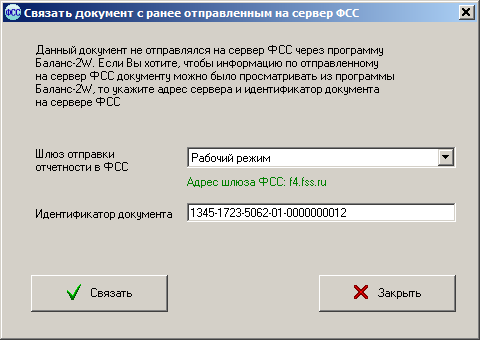 ФСС Связать документ с ранее отправленным на сервер ФСС
Данный документ не отправлялся на сервер ФСС через программу
Баланс-2W. Если Вы хотите, чтобы информацию по отправленному
на сервер ФСС документу можно было просматривать из программы
Баланс-2W, то укажите адрес сервера и идентификатор документа
на сервере ФСС
Шлюз отправки
отчетности в ФСС
Рабочий режим
Адрес шлюза ФСС: f4.fss.ru
Идентификатор документа
1345-1723-5062-01-0000000012
Связать
Закрыть